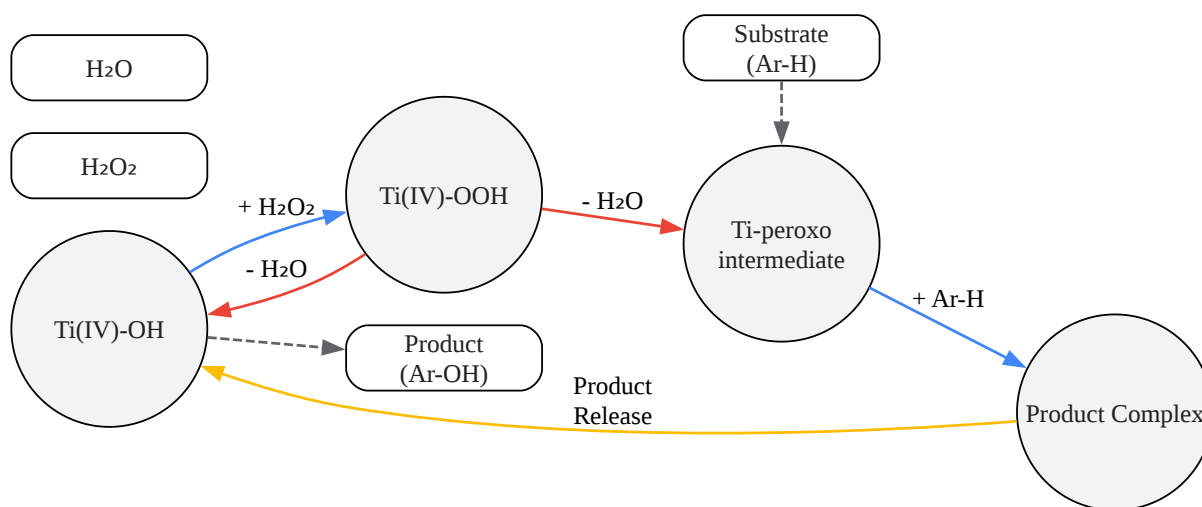 H₂O
H₂O₂
Substrate
(Ar-H)
Ti(IV)-OOH
+ H₂O₂
- H₂O
- H₂O
Ti-peroxo
intermediate
+ Ar-H
Ti(IV)-OH
Product
(Ar-OH)
Product
Release
Product Complex